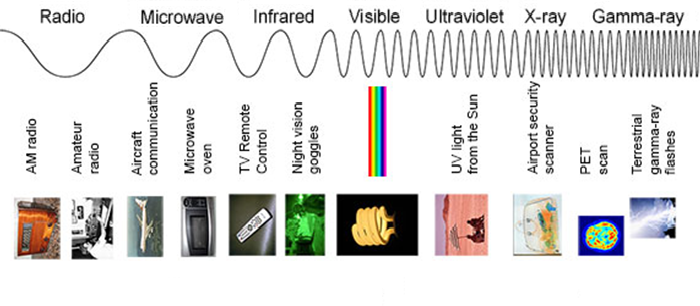 Radio Microwave Infrared Visible Ultraviolet X-ray Gamma-ray
AM radio
Amateur
radio
Aircraft
communication
Microwave
oven
TV Remote
Control
Night vision
goggles
UV light
from the Sun
Airport security
scanner
PET
scan
Terrestrial
gamma-ray
flashes